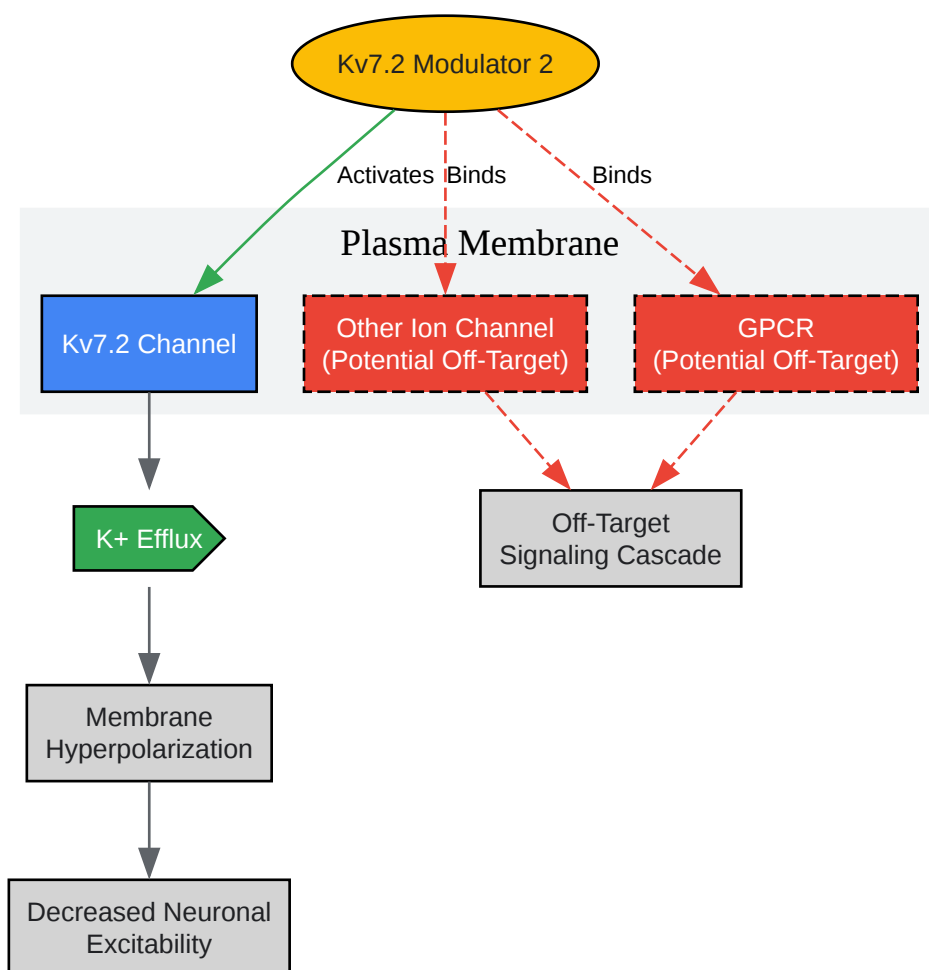 Kv7.2 Modulator 2
Activates
Binds
Binds
Plasma Membrane
Kv7.2 Channel
Other Ion Channel
(Potential Off-Target)
GPCR
(Potential Off-Target)
K+ Efflux
Off-Target
Signaling Cascade
Membrane
Hyperpolarization
Decreased Neuronal
Excitability